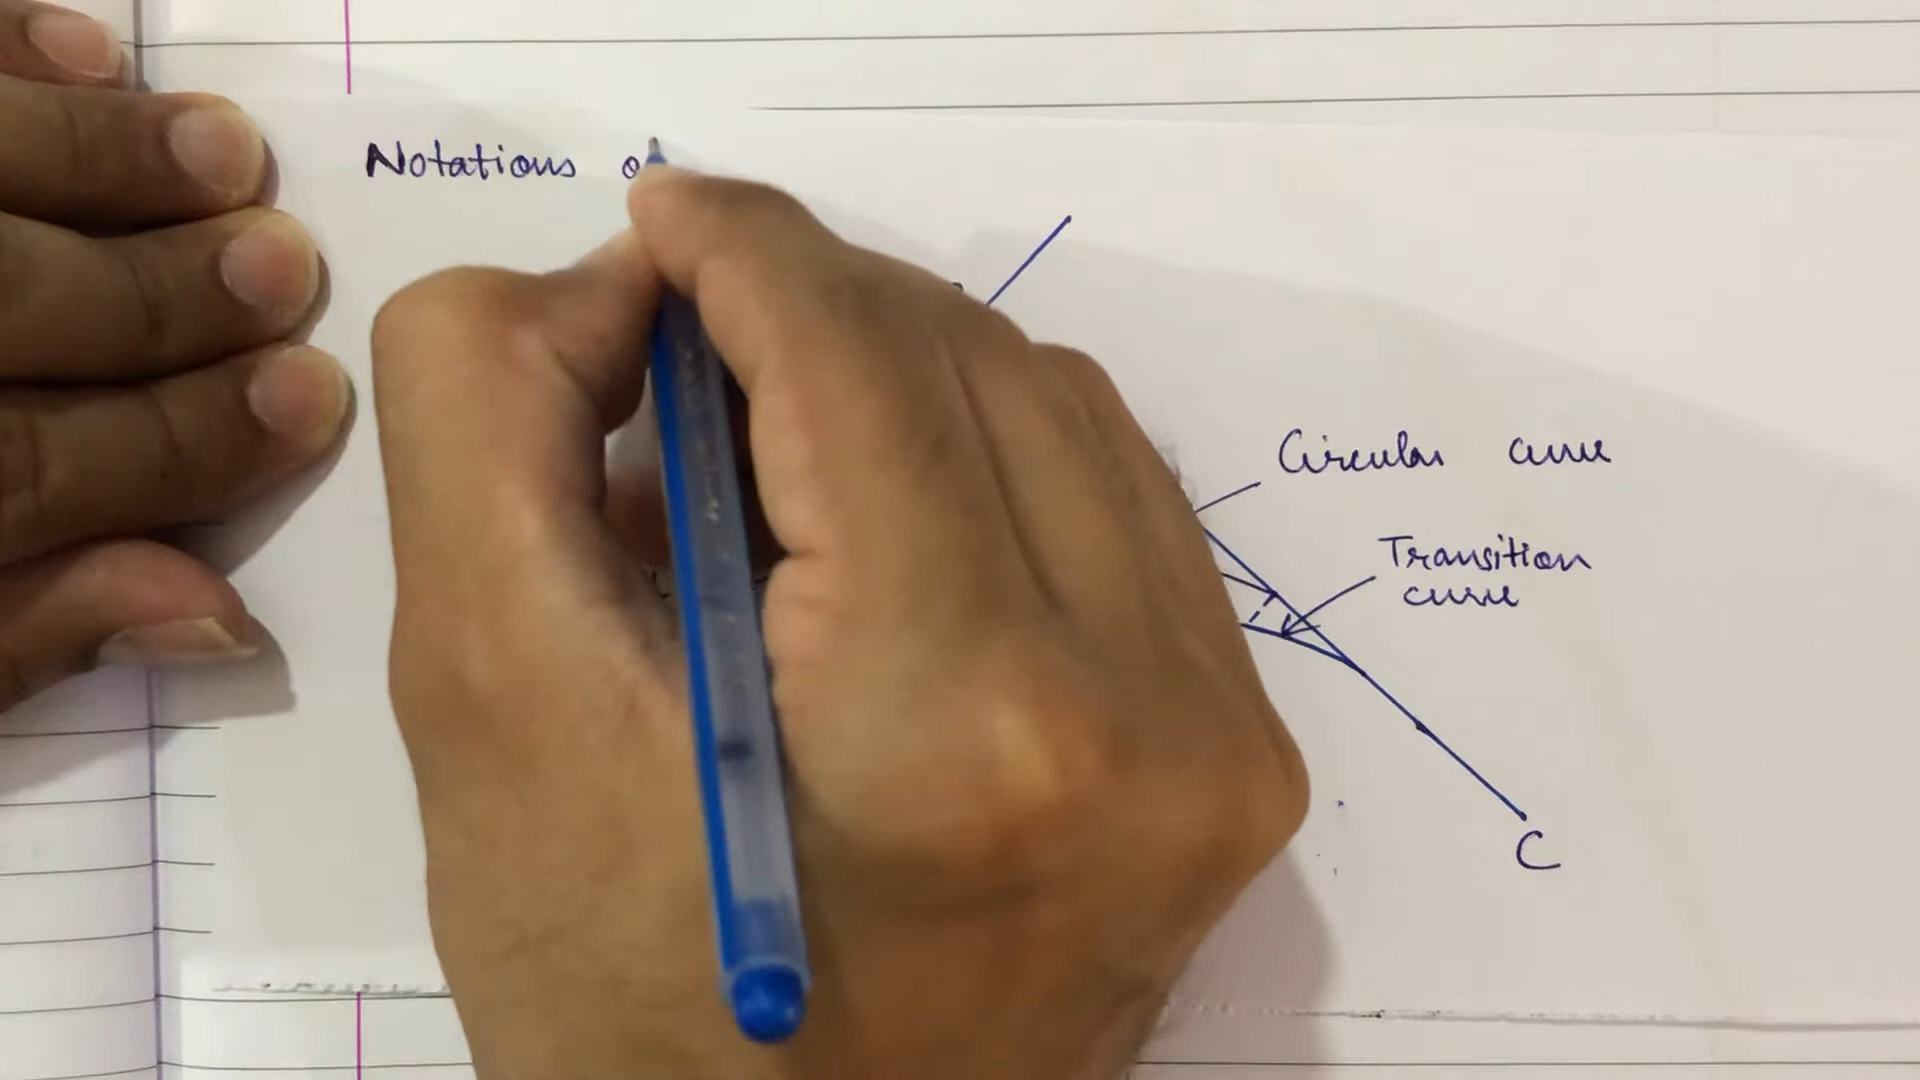 Notations o
Circular curve
Transition
curve
C